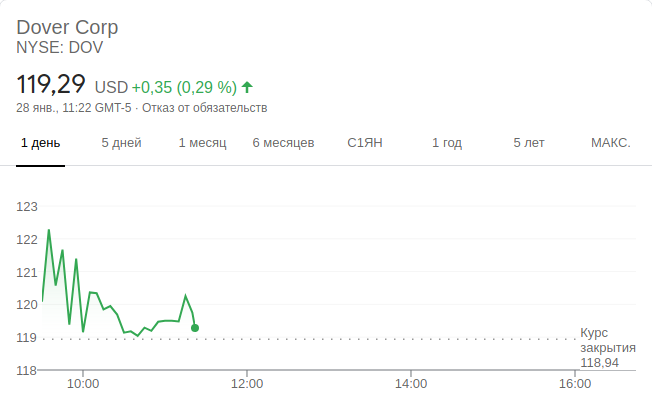 Dover Corp
NYSE: DOV
119,29 USD +0,35 (0,29 %)
28 янв., 11:22 GMT-5 · Отказ от обязательств
1 день 5 дней 1 месяц 6 месяцев С1ЯН 1 год 5 лет МАКС.
123
122
121
120
119
118
Курс
закрытия
118,94
10:00 12:00 14:00 16:00